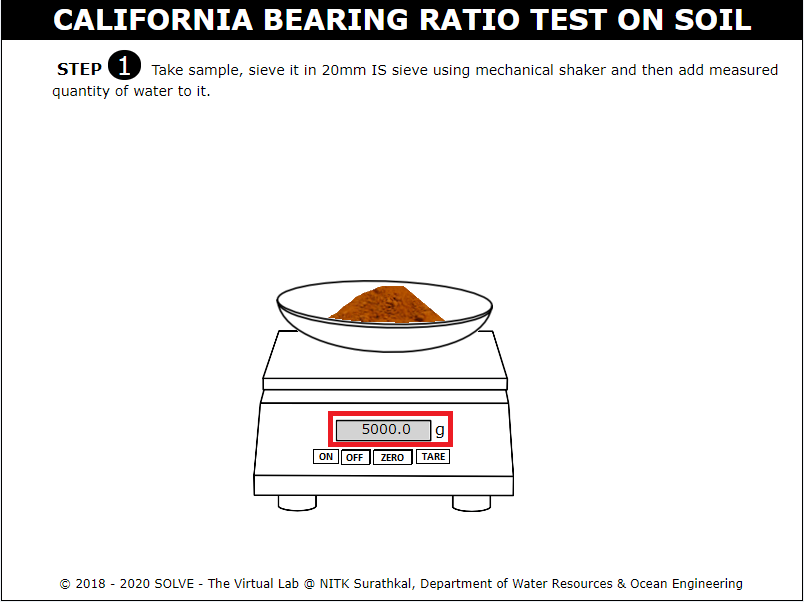 CALIFORNIA BEARING RATIO TEST ON SOIL
STEP 1 Take sample, sieve it in 20mm IS sieve using mechanical shaker and then add measured
quantity of water to it.
5000.0 g
ON OFF ZERO TARE
© 2018 - 2020 SOLVE - The Virtual Lab @ NITK Surathkal, Department of Water Resources & Ocean Engineering